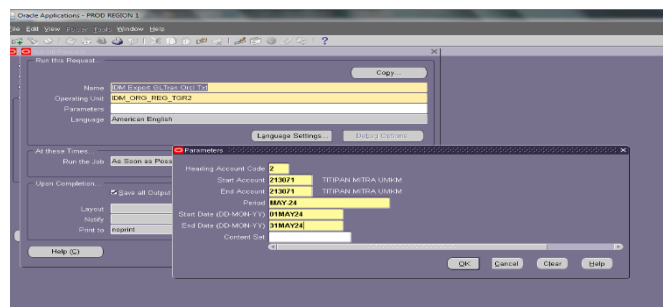 Oracle Applications - PROD REGION 1
File Edit View Folder Tools Window Help
Run this Request...
Copy...
Name IDM Export GLTran Orcl Txt
Operating Unit IDM_ORG_REG_TGR2
Parameters
Language American English
Language Settings... Debug Options
At these Times...
Run the Job As Soon as Poss
Upon Completion...
Save all Output
Layout
Notify
Print to noprint
Help (C)
Parameters
Heading Account Code 2
Start Account 213071 TITIPAN MITRA UMKM
End Account 213071 TITIPAN MITRA UMKM
Period MAY-24
Start Date (DD-MON-YY) 01MAY24
End Date (DD-MON-YY) 31MAY24
Content Set
OK Cancel Clear Help